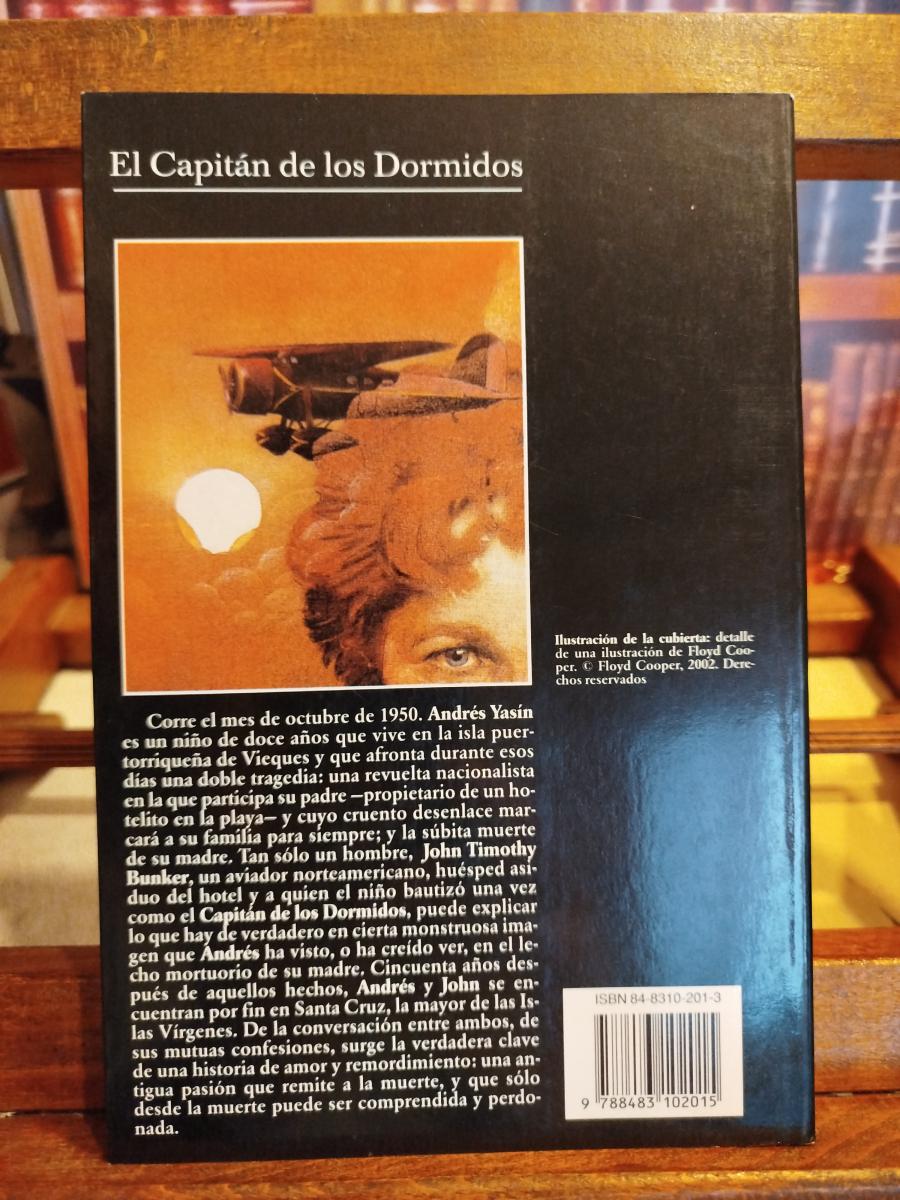 El Capitán de los Dormidos
Ilustración de la cubierta: detalle
de una ilustración de Floyd Coo-
per. © Floyd Cooper, 2002. Dere-
chos reservados
Corre el mes de octubre de 1950. Andrés Yasín
es un niño de doce años que vive en la isla puer-
torriqueña de Vieques y que afronta durante esos
días una doble tragedia: una revuelta nacionalista
en la que participa su padre –propietario de un ho-
telito en la playa– y cuyo cruento desenlace mar-
cará a su familia para siempre; y la súbita muerte
de su madre. Tan sólo un hombre, John Timothy
Bunker, un aviador norteamericano, huésped asi-
duo del hotel y a quien el niño bautizó una vez
como el Capitán de los Dormidos, puede explicar
lo que hay de verdadero en cierta monstruosa ima-
gen que Andrés ha visto, o ha creído ver, en el le-
cho mortuorio de su madre. Cincuenta años des-
pués de aquellos hechos, Andrés y John se en-
cuentran por fin en Santa Cruz, la mayor de las Is-
las Vírgenes. De la conversación entre ambos, de
sus mutuas confesiones, surge la verdadera clave
de una historia de amor y remordimiento: una an-
tigua pasión que remite a la muerte, y que sólo
desde la muerte puede ser comprendida y perdo-
nada.
ISBN 84-8310-201-3
9 788483 102015